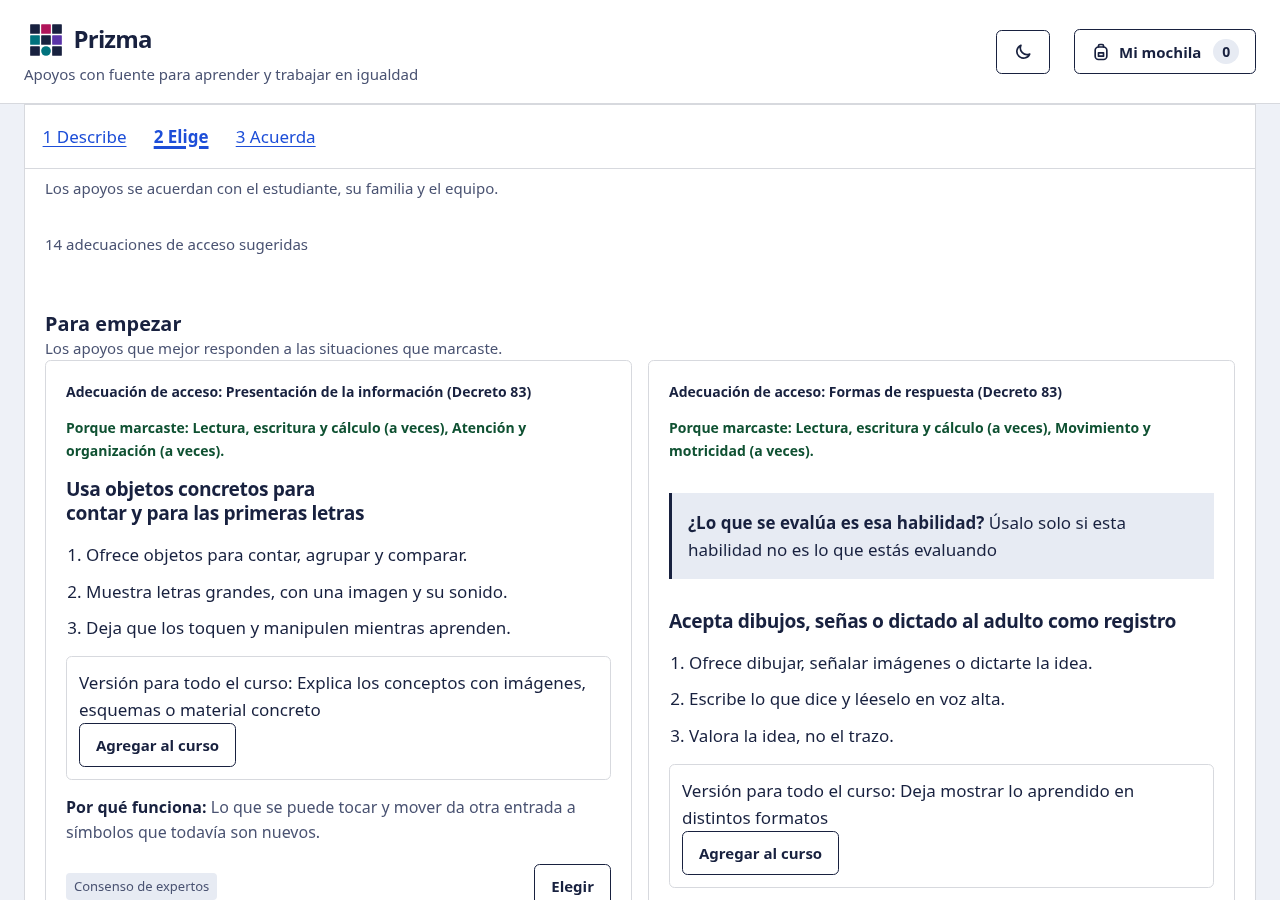 Prizma
Apoyos con fuente para aprender y trabajar en igualdad
Mi mochila 0
1 Describe 2 Elige 3 Acuerda
Los apoyos se acuerdan con el estudiante, su familia y el equipo.
14 adecuaciones de acceso sugeridas
Para empezar
Los apoyos que mejor responden a las situaciones que marcaste.
Adecuación de acceso: Presentación de la información (Decreto 83)
Porque marcaste: Lectura, escritura y cálculo (a veces), Atención y
organización (a veces).
Usa objetos concretos para
contar y para las primeras letras
1. Ofrece objetos para contar, agrupar y comparar.
2. Muestra letras grandes, con una imagen y su sonido.
3. Deja que los toquen y manipulen mientras aprenden.
Versión para todo el curso: Explica los conceptos con imágenes,
esquemas o material concreto
Agregar al curso
Por qué funciona: Lo que se puede tocar y mover da otra entrada a
símbolos que todavía son nuevos.
Consenso de expertos
Elegir
Adecuación de acceso: Formas de respuesta (Decreto 83)
Porque marcaste: Lectura, escritura y cálculo (a veces), Movimiento y
motricidad (a veces).
¿Lo que se evalúa es esa habilidad? Úsalo solo si esta
habilidad no es lo que estás evaluando
Acepta dibujos, señas o dictado al adulto como registro
1. Ofrece dibujar, señalar imágenes o dictarte la idea.
2. Escribe lo que dice y léeselo en voz alta.
3. Valora la idea, no el trazo.
Versión para todo el curso: Deja mostrar lo aprendido en
distintos formatos
Agregar al curso